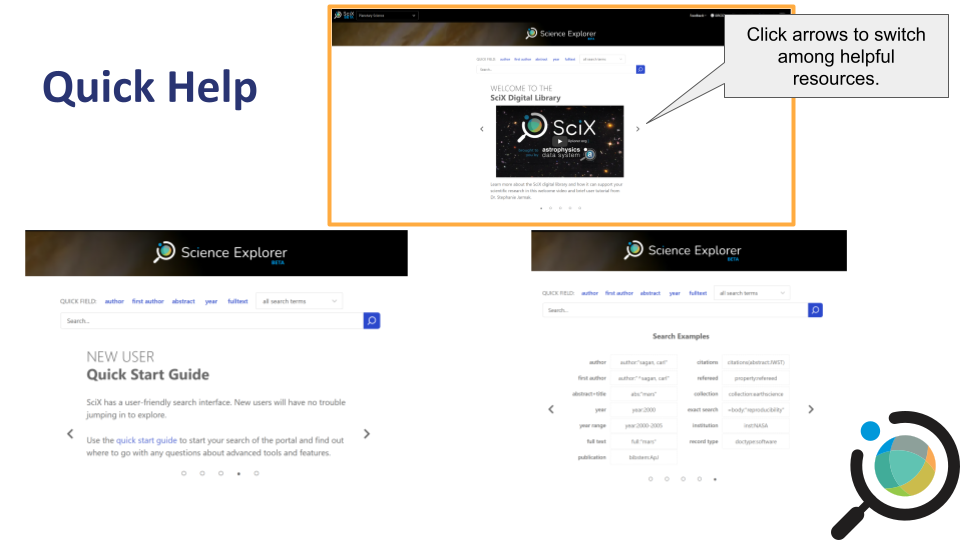 Quick Help
SciX
BETA
Planetary Science
Feedback
Science Explorer
BETA
QUICK FIELD: author first author abstract year fulltext all search terms
Search...
WELCOME TO THE
SciX Digital Library
SciX
astrophysics
data system
Learn more about the SciX digital library and how it can support your
scientific research in this welcome video and brief user tutorial from
Dr. Stephanie Jarmak.
Click arrows to switch
among helpful
resources.
Science Explorer
BETA
QUICK FIELD: author first author abstract year fulltext all search terms
Search...
NEW USER
Quick Start Guide
SciX has a user-friendly search interface. New users will have no trouble
jumping in to explore.
Use the quick start guide to start your search of the portal and find out
where to go with any questions about advanced tools and features.
Science Explorer
BETA
QUICK FIELD: author first author abstract year fulltext all search terms
Search...
Search Examples
author author:"sagan, carl" citations citations(abstract:JWST)
first author author:"^sagan, carl" refereed property:refereed
abstract+title abs:"mars" collection collection:earthscience
year year:2000 exact search =body:"reproducibility"
year range year:2000-2005 institution inst:NASA
full text full:"mars" record type doctype:software
publication bibstem:ApJ